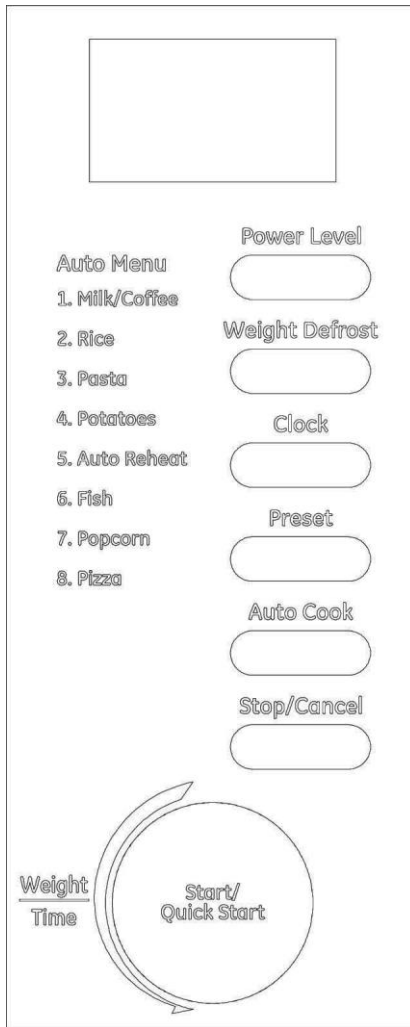 Power Level
Auto Menu
1. Milk/Coffee
Weight Defrost
2. Rice
3. Pasta
4. Potatoes
Clock
5. Auto Reheat
6. Fish
Preset
7. Popcorn
8. Pizza
Auto Cook
Stop/Cancel
Weight
Time
Start/
Quick Start